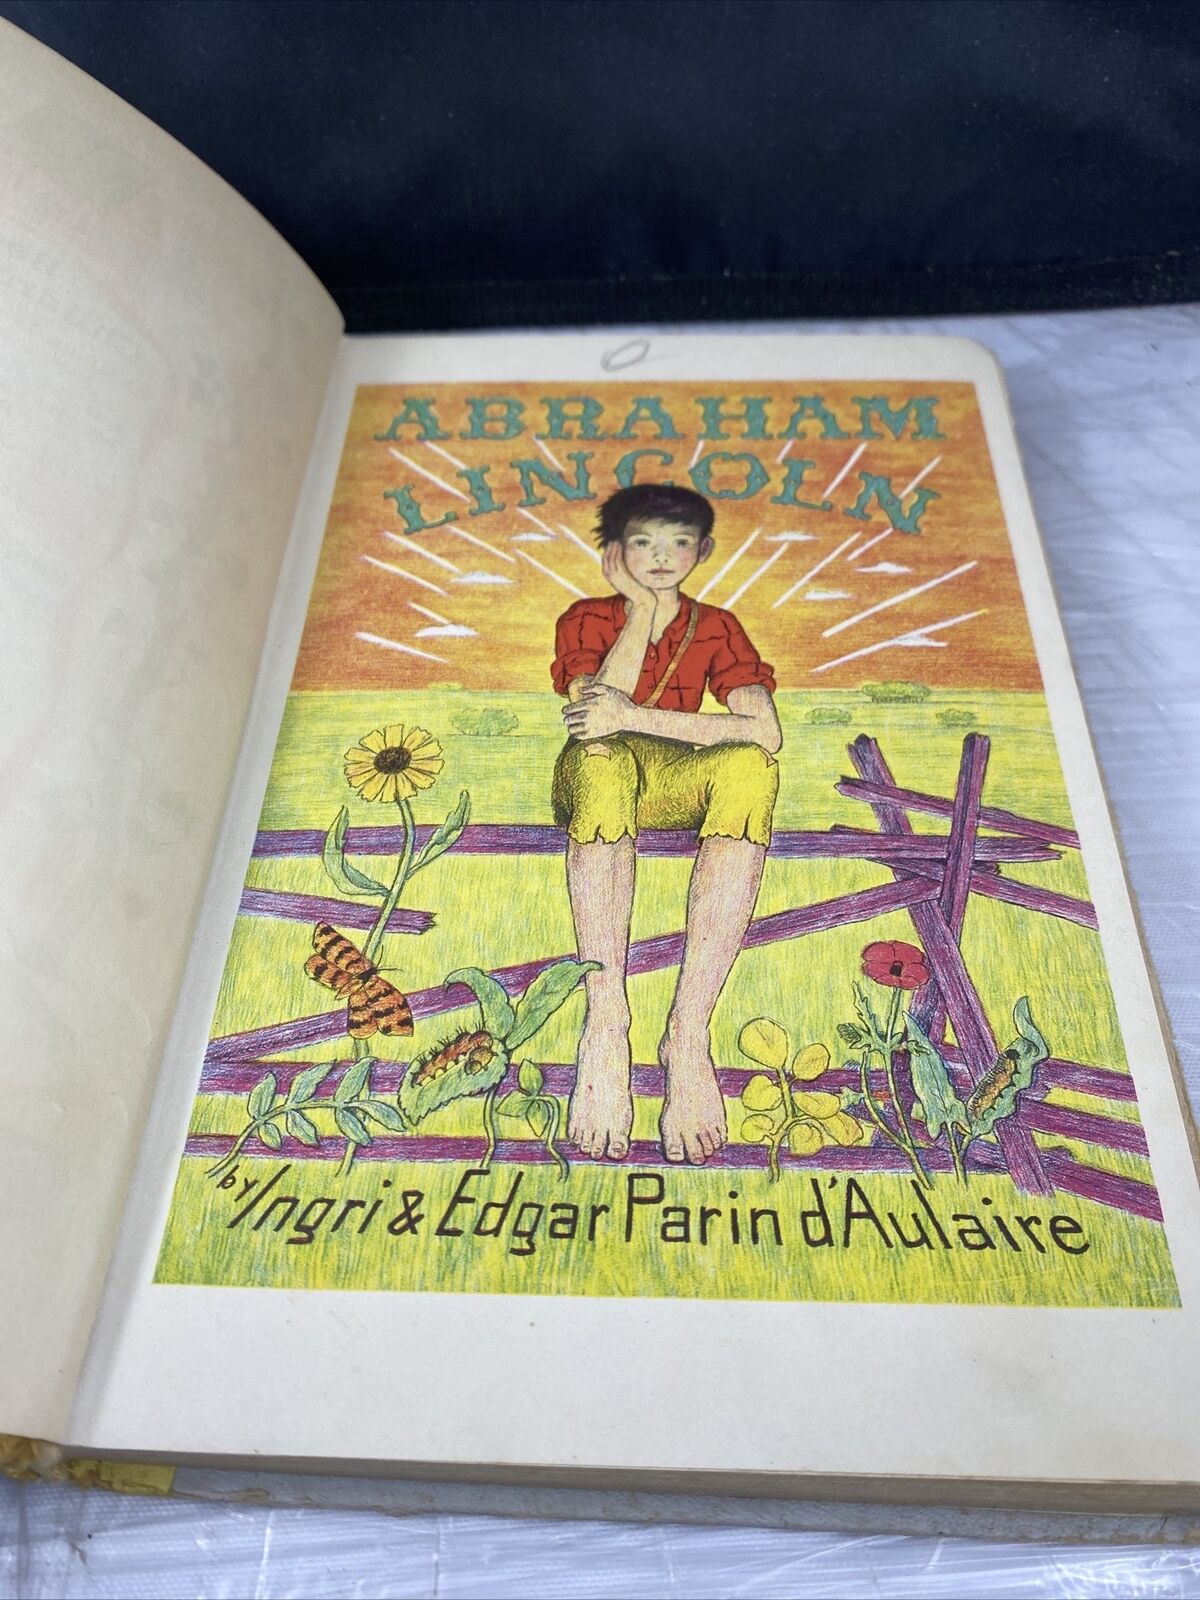 ABRAHAM
LINCOLN
by Ingri & Edgar Parin d'Aulaire